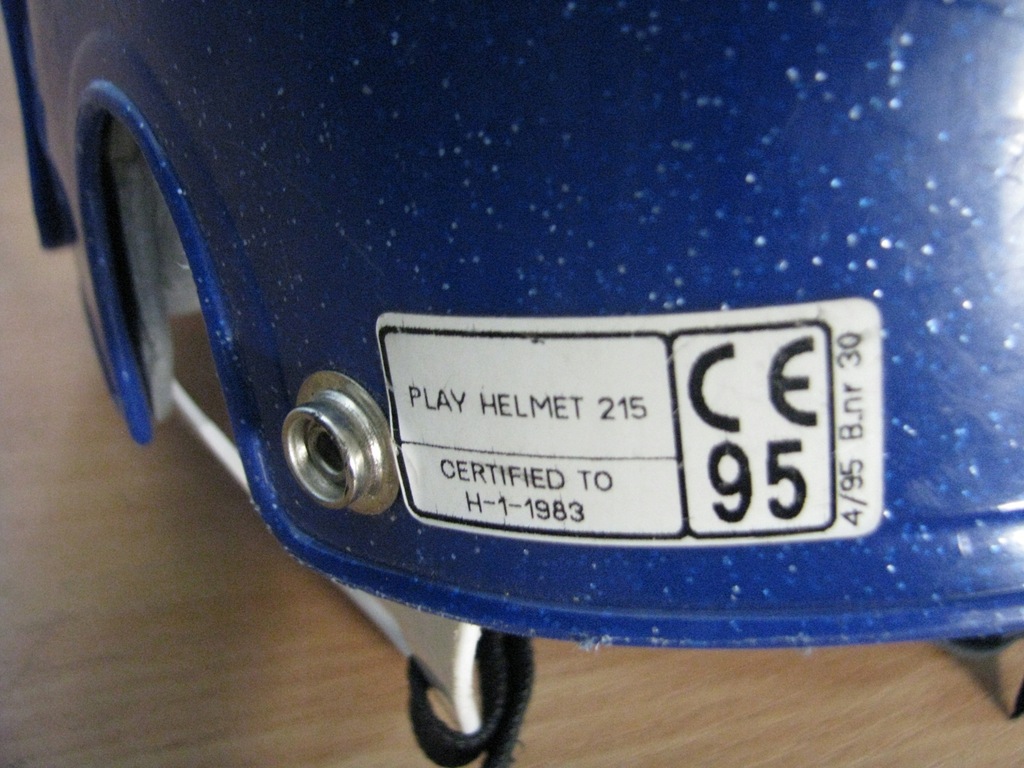 PLAY HELMET 215
CERTIFIED TO
H-1-1983
CE
95
4/95 B.nr 30